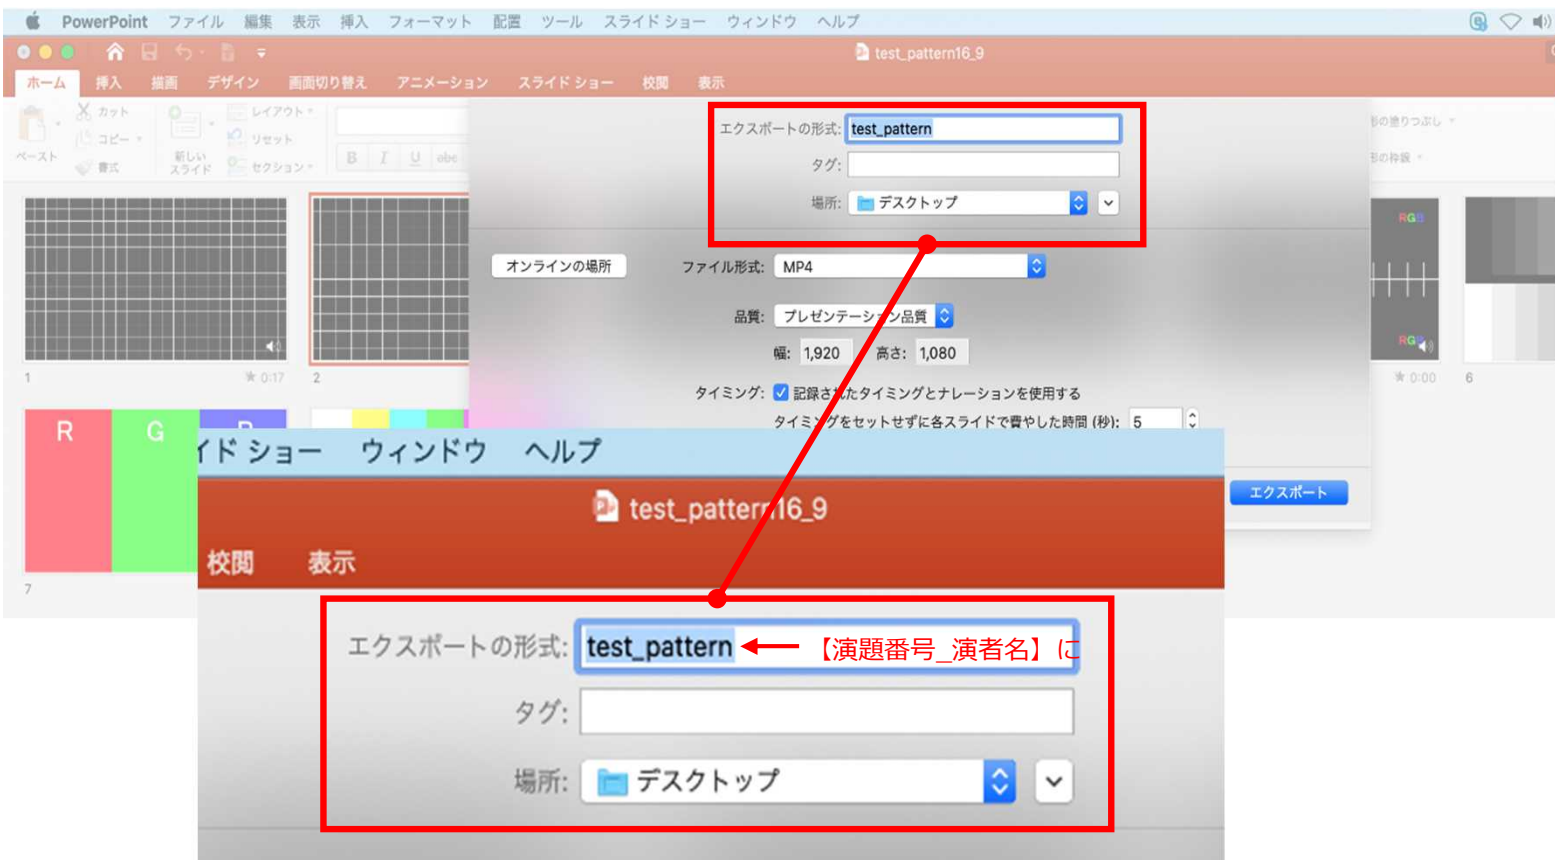 PowerPoint ファイル 編集 表示 挿入 フォーマット 配置 ツール スライド ショー ウィンドウ ヘルプ
test_pattern16_9
ホーム 挿入 描画 デザイン 画面切り替え アニメーション スライド ショー 校閲 表示
ペースト
カット
コピー
書式
新しい
スライド
レイアウト
リセット
セクション
B I U abc
形の塗りつぶし
形の枠線
エクスポートの形式: test_pattern
タグ:
場所: デスクトップ
オンラインの場所
ファイル形式: MP4
品質: プレゼンテーション品質
幅: 1,920 高さ: 1,080
タイミング: 記録されたタイミングとナレーションを使用する
タイミングをセットせずに各スライドで費やした時間 (秒): 5
エクスポート
1 0:17 2
RGB
RGB
0:00 6
R G B
7
イド ショー ウィンドウ ヘルプ
test_pattern16_9
校閲 表示
エクスポートの形式: test_pattern 【演題番号_演者名】に
タグ:
場所: デスクトップ